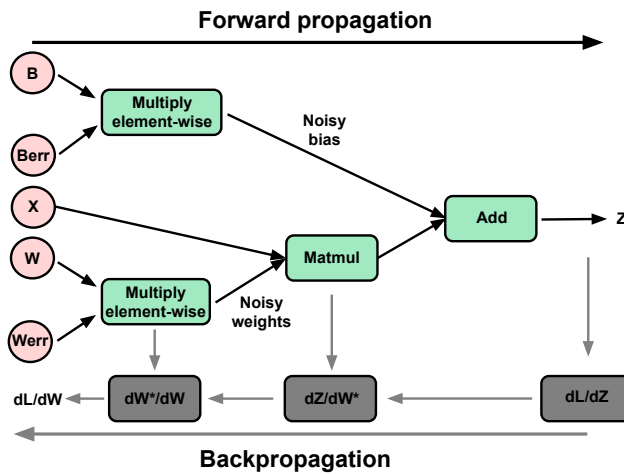 Forward propagation
B
Multiply
element-wise
Noisy
bias
Berr
X
Add
Z
W
Matmul
Multiply
element-wise
Noisy
weights
Werr
dL/dW
dW*/dW
dZ/dW*
dL/dZ
Backpropagation